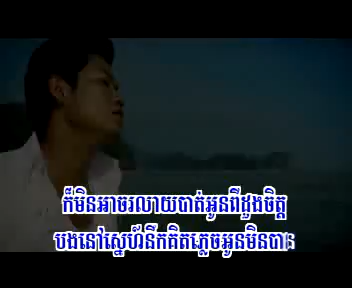 ក៏មិនអាចរលាយបាត់អូនពីដួងចិត្ត
បងនៅស្នេហ៍នឹកគិតភ្លេចអូនមិនបាន